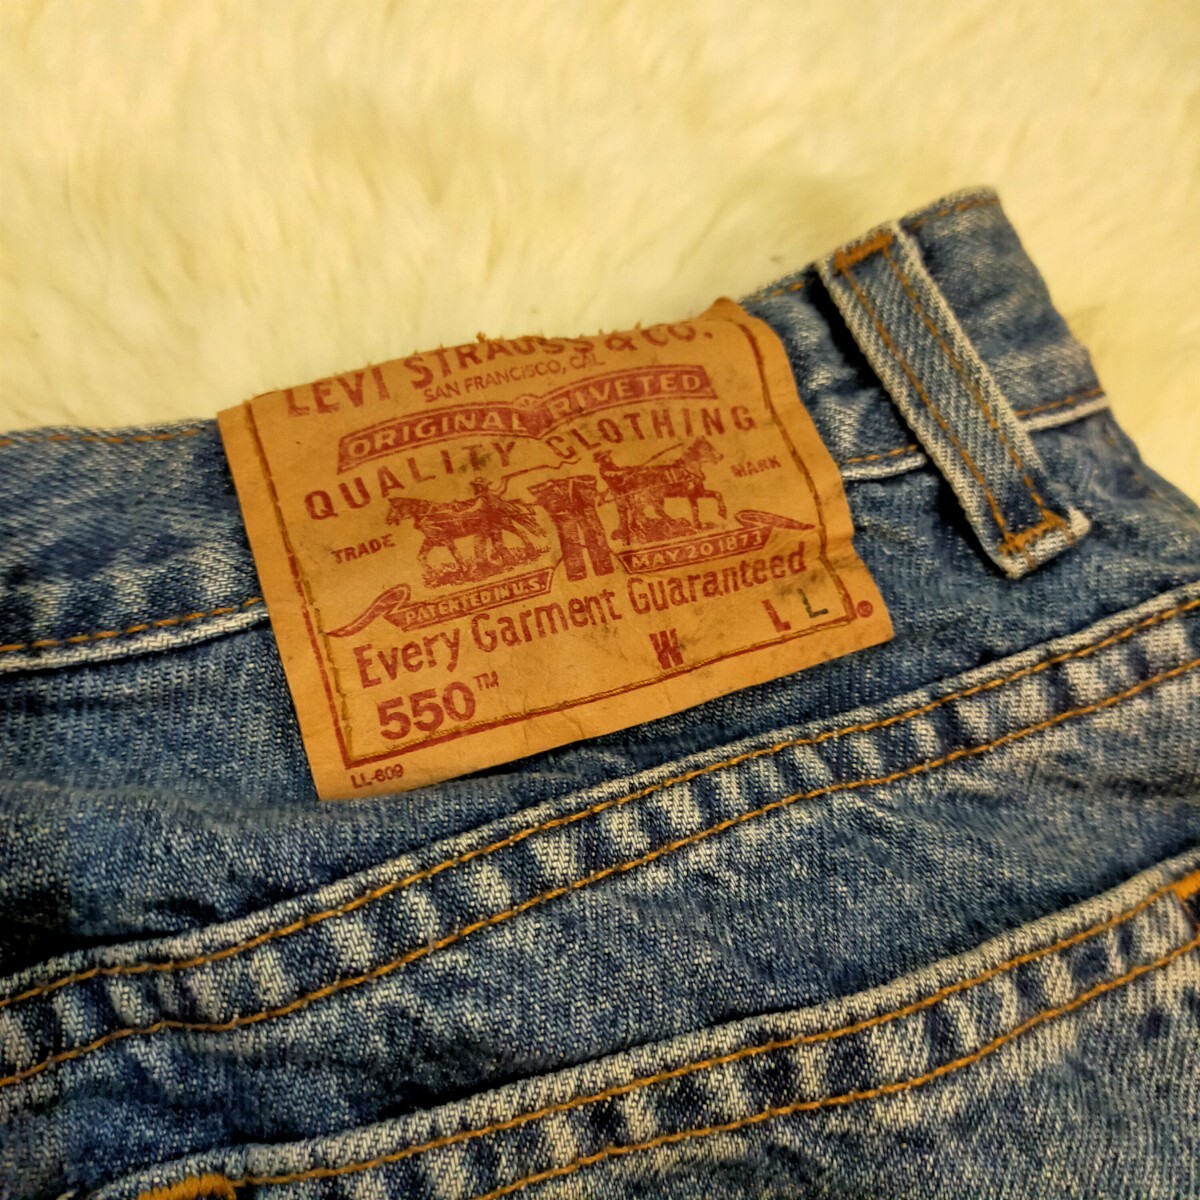 LEVI STRAUSS & CO.
SAN FRANCISCO, CAL.
ORIGINAL RIVETED
QUALITY CLOTHING
TRADE MARK
PATENTED IN U.S. MAY 20 1873
Every Garment Guaranteed
W L L ®
550™
LL-609